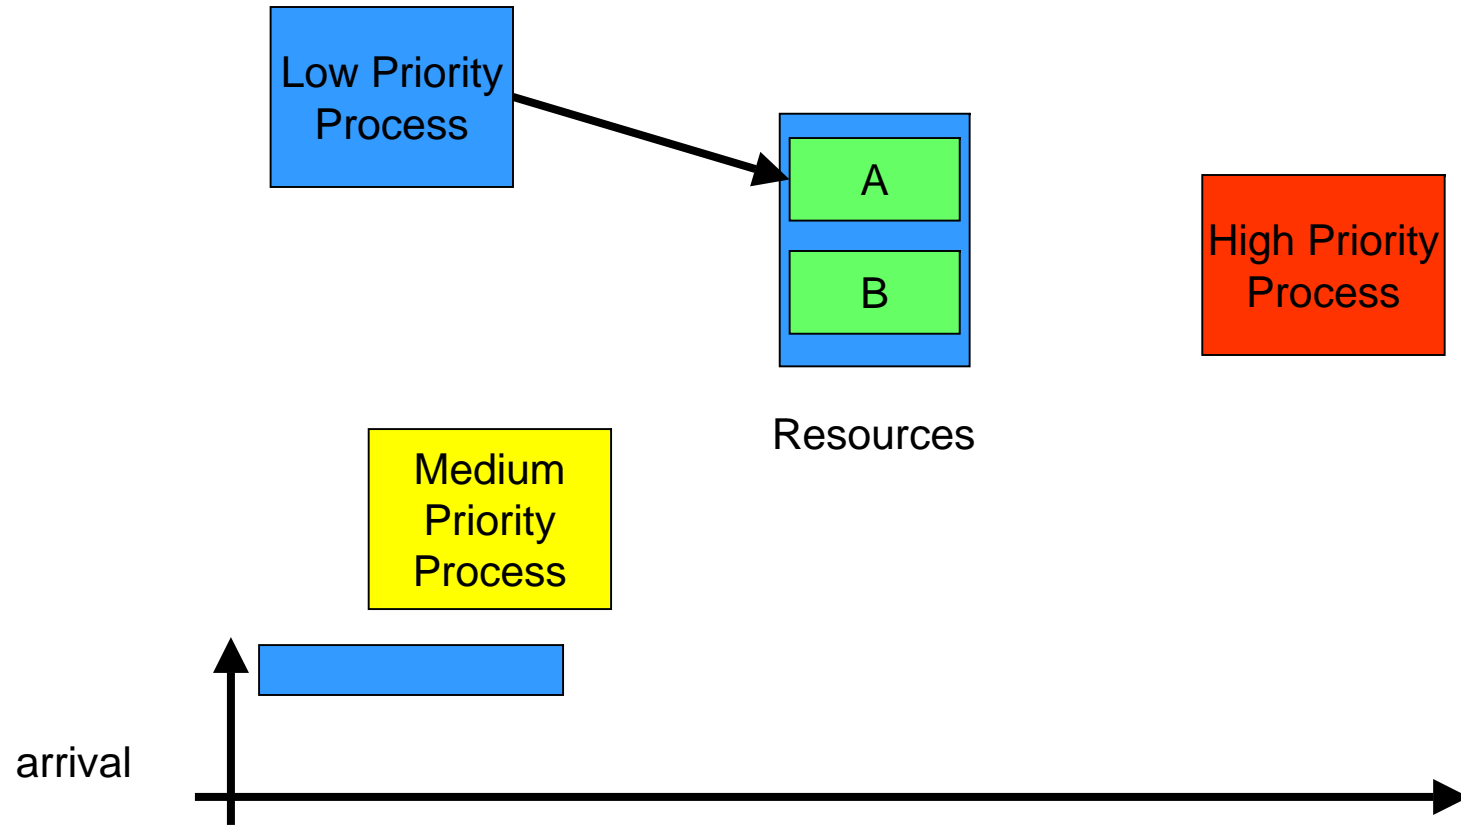 Low Priority
Process
A
High Priority
Process
B
Resources
Medium
Priority
Process
arrival